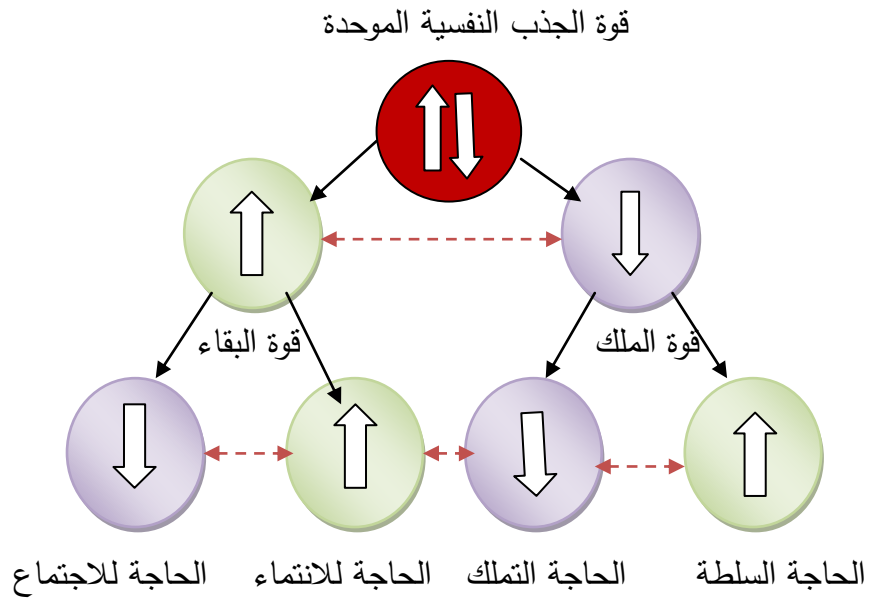 قوة الجذب النفسية الموحدة
قوة الملك
قوة البقاء
الحاجة السلطة
الحاجة التملك
الحاجة للانتماء
الحاجة للاجتماع